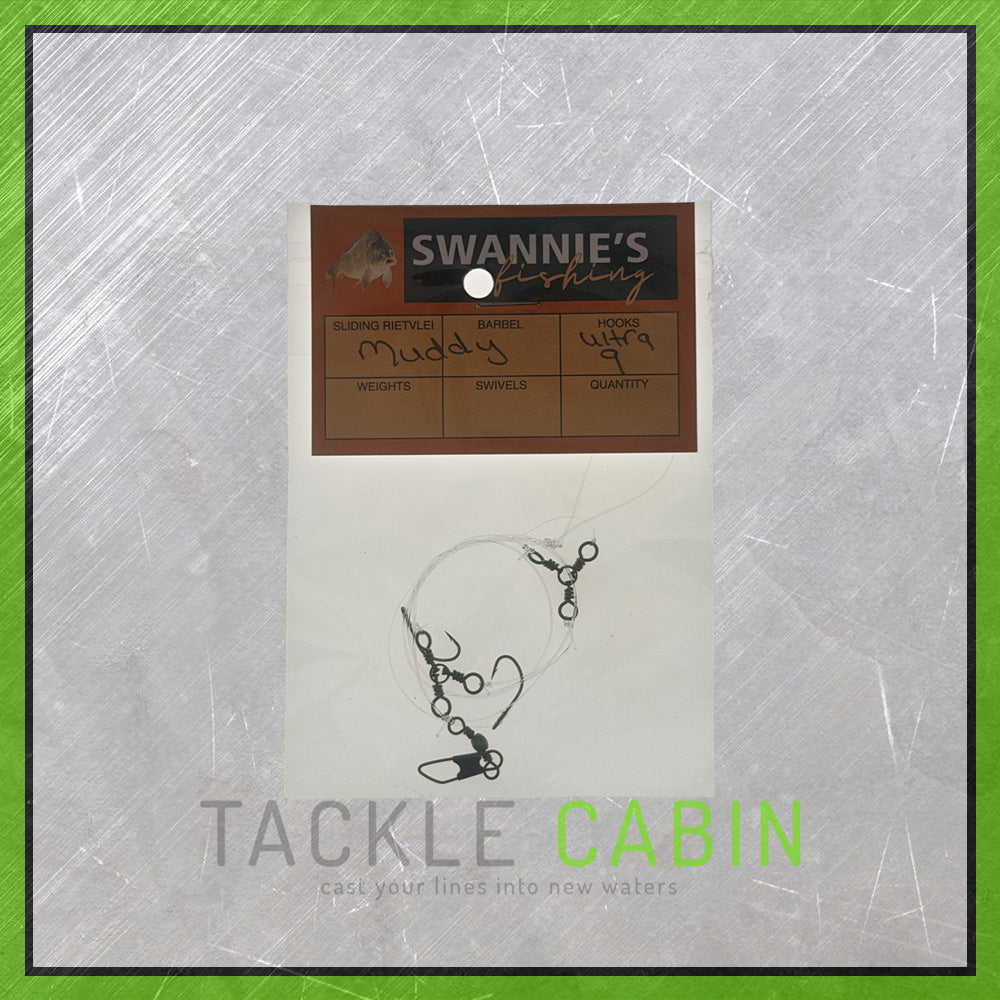 SWANNIE'S
fishing
SLIDING RIETVLEI BARBEL HOOKS
Muddy ultra
9
WEIGHTS SWIVELS QUANTITY
TACKLE CABIN
cast your lines into new waters